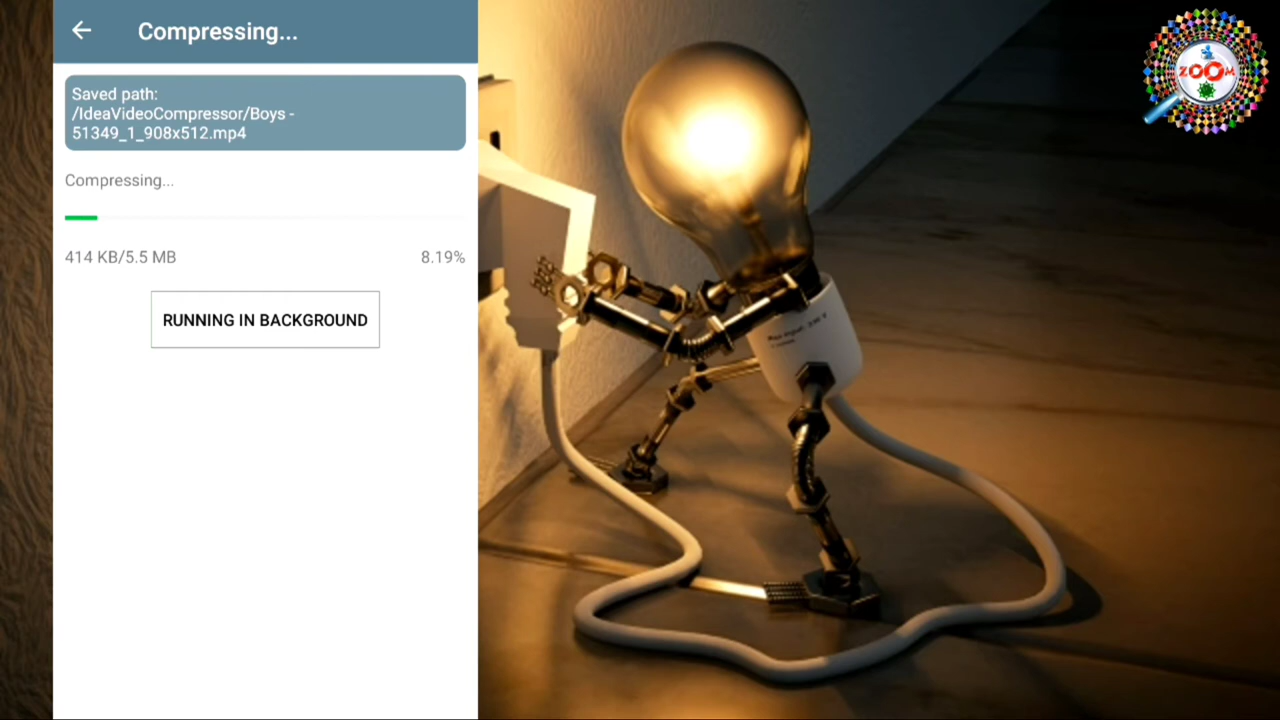 Compressing...
Saved path:
/IdeaVideoCompressor/Boys -
51349_1_908x512.mp4
Compressing...
414 KB/5.5 MB
8.19%
RUNNING IN BACKGROUND
ZOOM